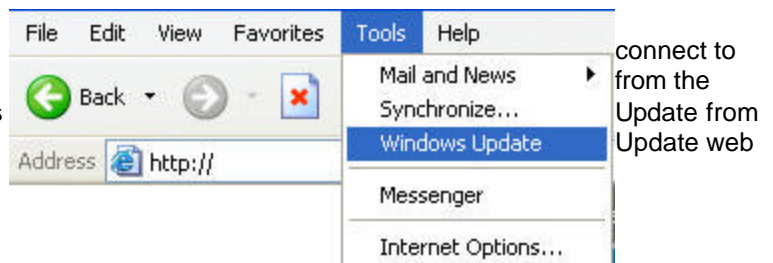 File Edit View Favorites Tools Help
connect to
Mail and News
from the
Back
Synchronize...
Update from
Windows Update
Update web
Address http://
Messenger
Internet Options...